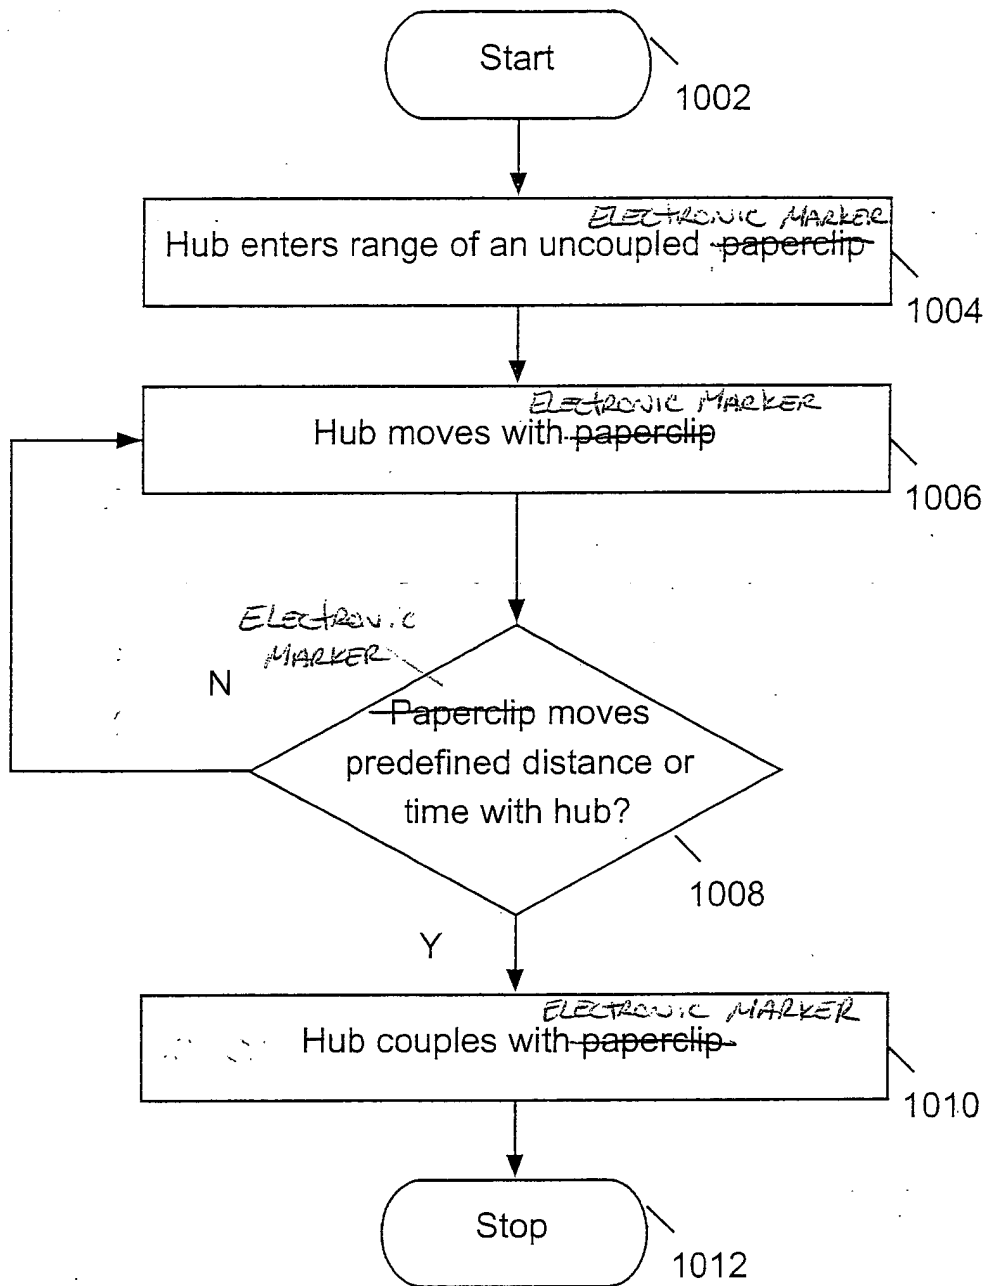 Start
1002
ELECTRONIC MARKER
Hub enters range of an uncoupled paperclip
1004
ELECTRONIC MARKER
Hub moves with paperclip
1006
ELECTRONIC
MARKER
N
Paperclip moves
predefined distance or
time with hub?
1008
Y
ELECTRONIC MARKER
Hub couples with paperclip
1010
Stop
1012